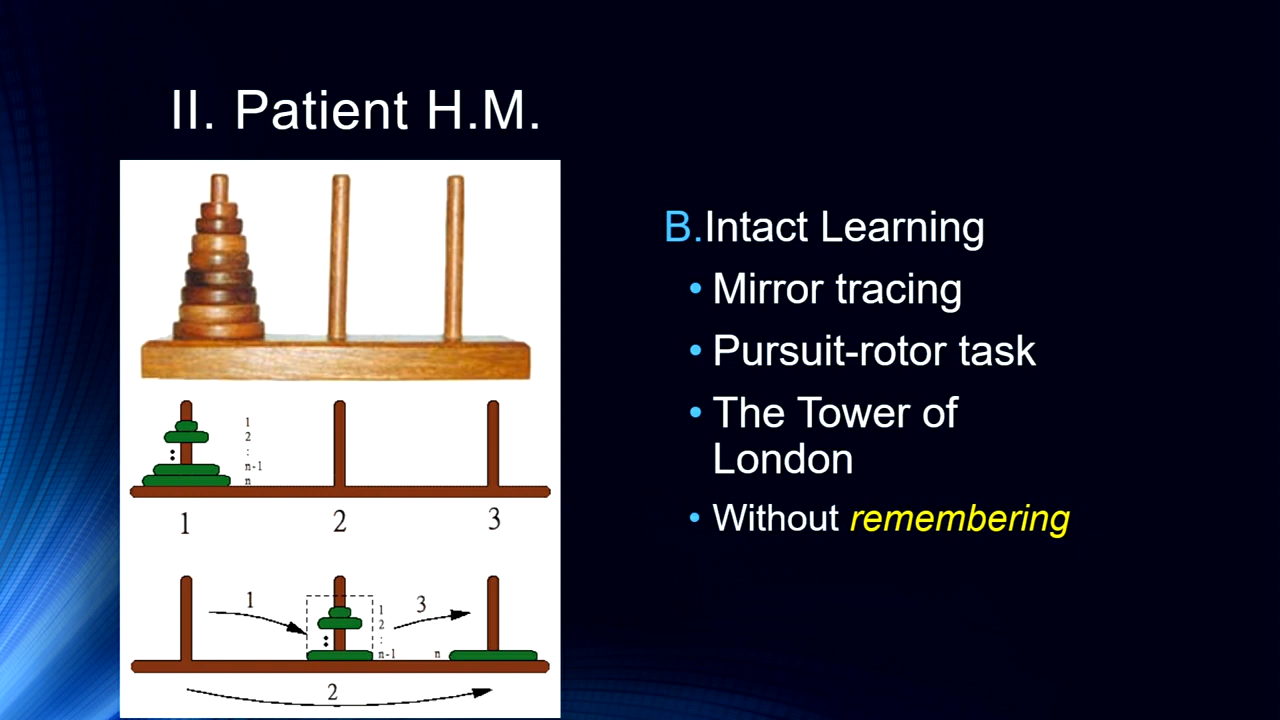 II. Patient H.M.
B.Intact Learning
• Mirror tracing
• Pursuit-rotor task
• The Tower of
London
• Without remembering
1
2
:
n-1
n
1 2 3
1
3
1
2
:
n-1
n
2